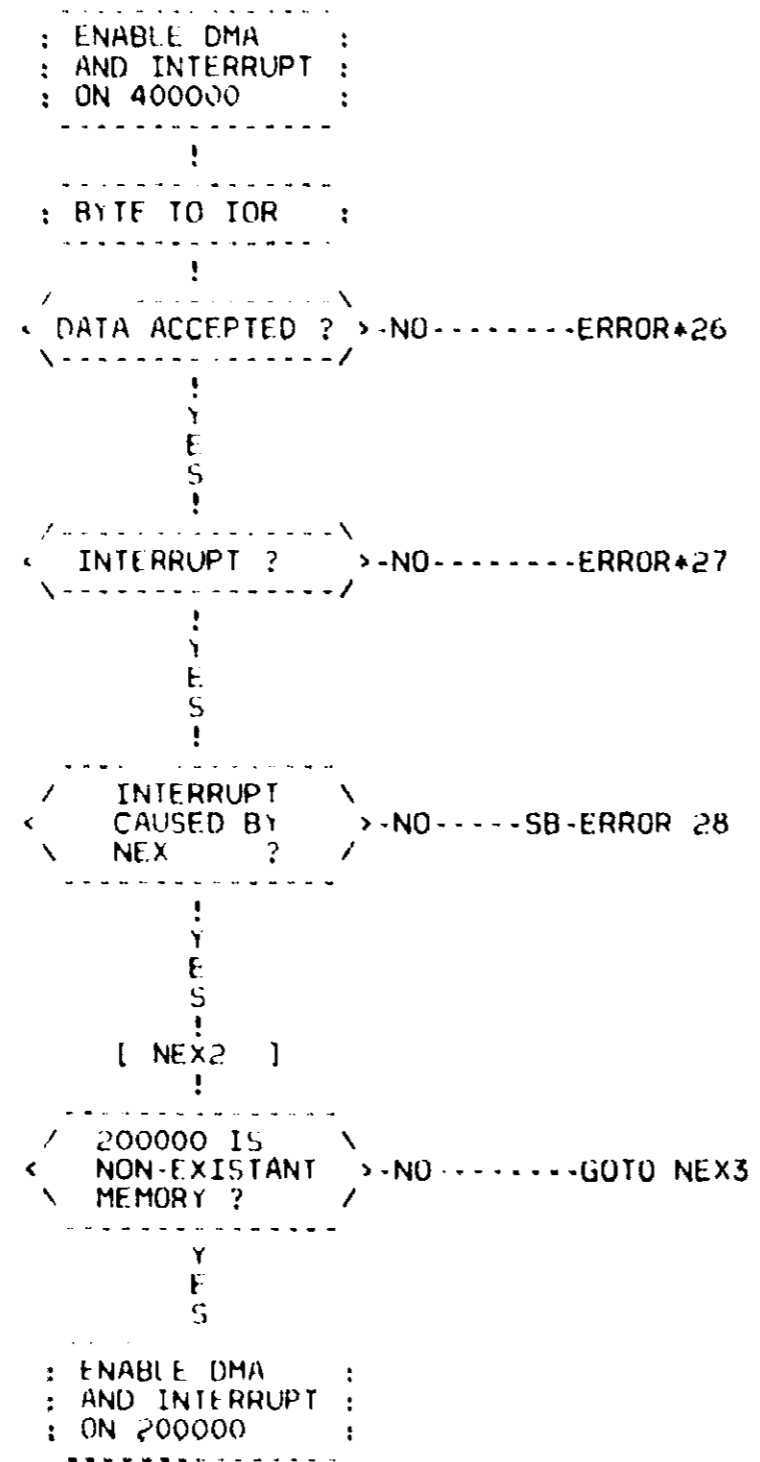 : ENABLE DMA :
: AND INTERRUPT :
: ON 400000 :
!
: BYTE TO IOR :
!
< DATA ACCEPTED ? >-NO---------ERROR*26
!
Y
E
S
!
< INTERRUPT ? >-NO---------ERROR*27
!
Y
E
S
!
/ INTERRUPT \
< CAUSED BY >-NO-----SB-ERROR 28
\ NEX ? /
!
Y
E
S
!
[ NEX2 ]
!
/ 200000 IS \
< NON-EXISTANT >-NO---------GOTO NEX3
\ MEMORY ? /
Y
E
S
: ENABLE DMA :
: AND INTERRUPT :
: ON 200000 :